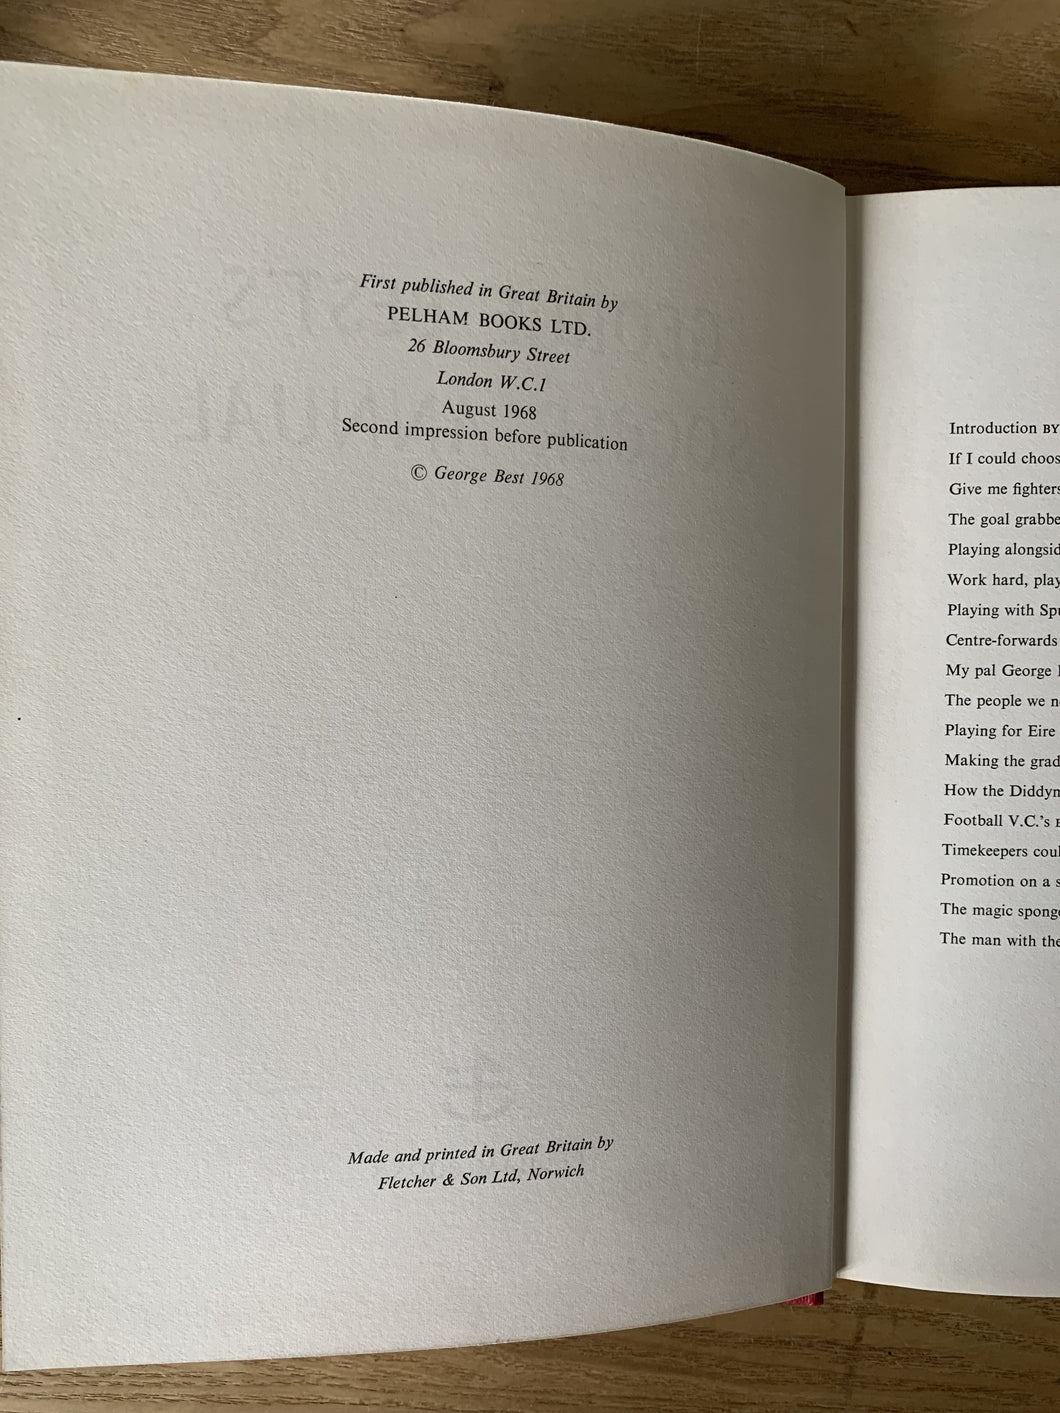 First published in Great Britain by
PELHAM BOOKS LTD.
26 Bloomsbury Street
London W.C.1
August 1968
Second impression before publication
© George Best 1968
Made and printed in Great Britain by
Fletcher & Son Ltd, Norwich
Introduction BY
If I could
Give me fighters
The goal
Playing
Work hard,
Playing with
Centre-forwards
My pal George
The people we
Playing for Eire
Making the
How the
Football V.C.'s
Timekeepers
Promotion on a
The magic
The man with the